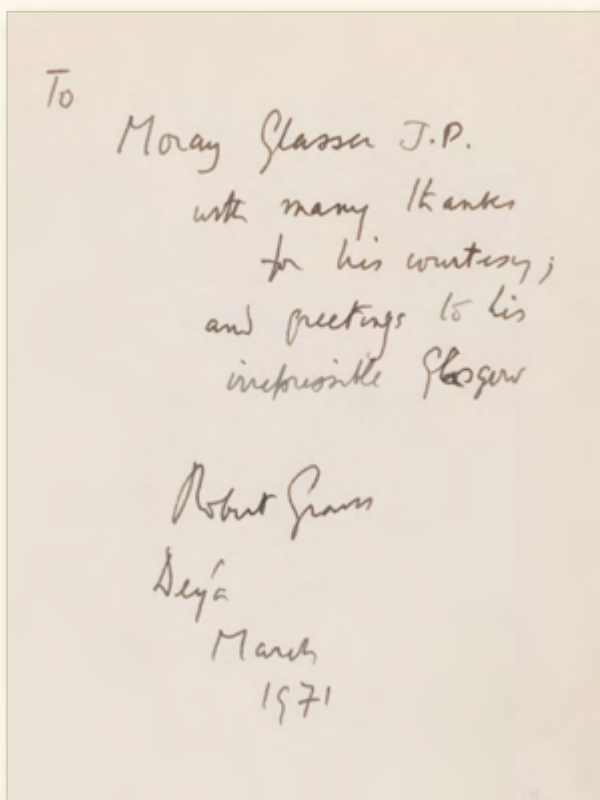 To
Moray Glasser J.P.
with many thanks
for his courtesy;
and greetings to his
irrepressible Glasgow
Robert Graves
Deyá
March
1971